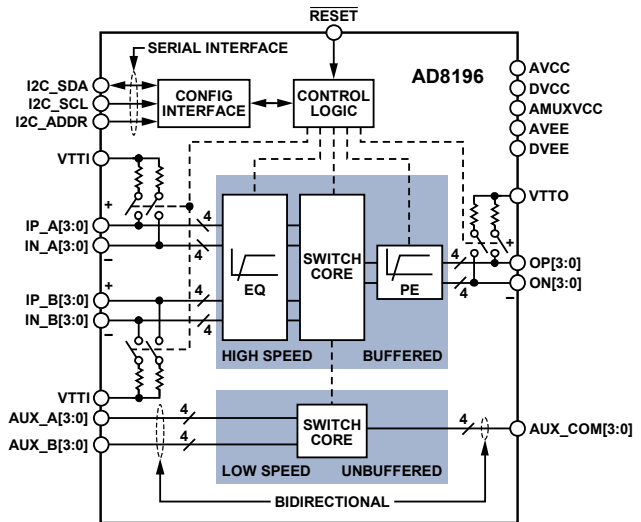 RESET
SERIAL INTERFACE
AD8196
I2C_SDA
I2C_SCL
I2C_ADDR
CONFIG
INTERFACE
CONTROL
LOGIC
AVCC
DVCC
AMUXVCC
AVEE
DVEE
VTTI
VTTO
+
IP_A[3:0]
IN_A[3:0]
–
4
4
EQ
SWITCH
CORE
PE
4
4
+
OP[3:0]
ON[3:0]
–
+
IP_B[3:0]
IN_B[3:0]
–
4
4
HIGH SPEED
BUFFERED
VTTI
AUX_A[3:0]
AUX_B[3:0]
4
4
SWITCH
CORE
4
AUX_COM[3:0]
LOW SPEED
UNBUFFERED
BIDIRECTIONAL